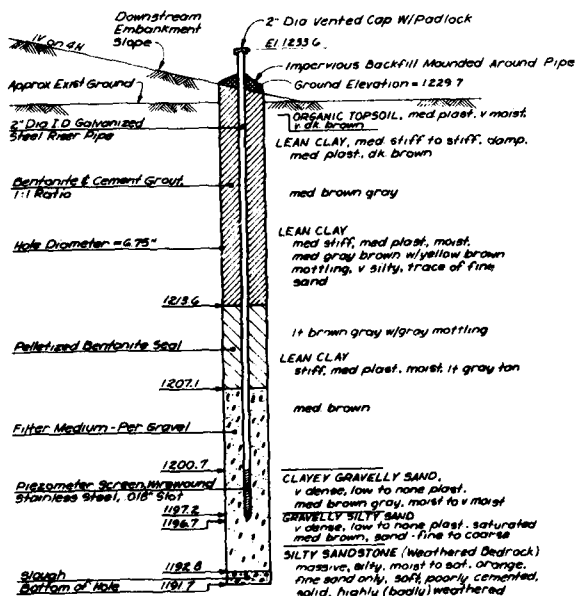 Downstream
Embankment
Slope
1V on 4H
2" Dia Vented Cap W/Padlock
El 1233.6
Impervious Backfill Mounded Around Pipe
Ground Elevation = 1229.7
Approx Exist Ground
ORGANIC TOPSOIL, med plast. v moist.
v dk. brown
2" Dia I D Galvanized
Steel Riser Pipe
LEAN CLAY, med stiff to stiff, damp.
med plast, dk. brown
Bentonite & Cement Grout,
1:1 Ratio
med brown gray
LEAN CLAY
med stiff, med plast, moist.
med gray brown w/yellow brown
mottling, v silty, trace of fine
sand
Hole Diameter = 6.75"
1213.6
lt brown gray w/gray mottling
Pelletized Bentonite Seal
LEAN CLAY
stiff, med plast. moist. lt gray tan
1207.1
med brown
Filter Medium - Per Gravel
1200.7
CLAYEY GRAVELLY SAND,
v dense, low to none plast.
med brown gray, moist to v moist
Piezometer Screen, Wirewound
Stainless Steel, .018" Slot
1197.2
1196.7
GRAVELLY SILTY SAND
v dense, low to none plast. saturated
med brown, sand - fine to coarse
SILTY SANDSTONE (Weathered Bedrock)
massive, silty, moist to sat. orange,
fine sand only, soft, poorly cemented,
solid, highly (badly) weathered
1192.8
Slough
Bottom of Hole
1191.7